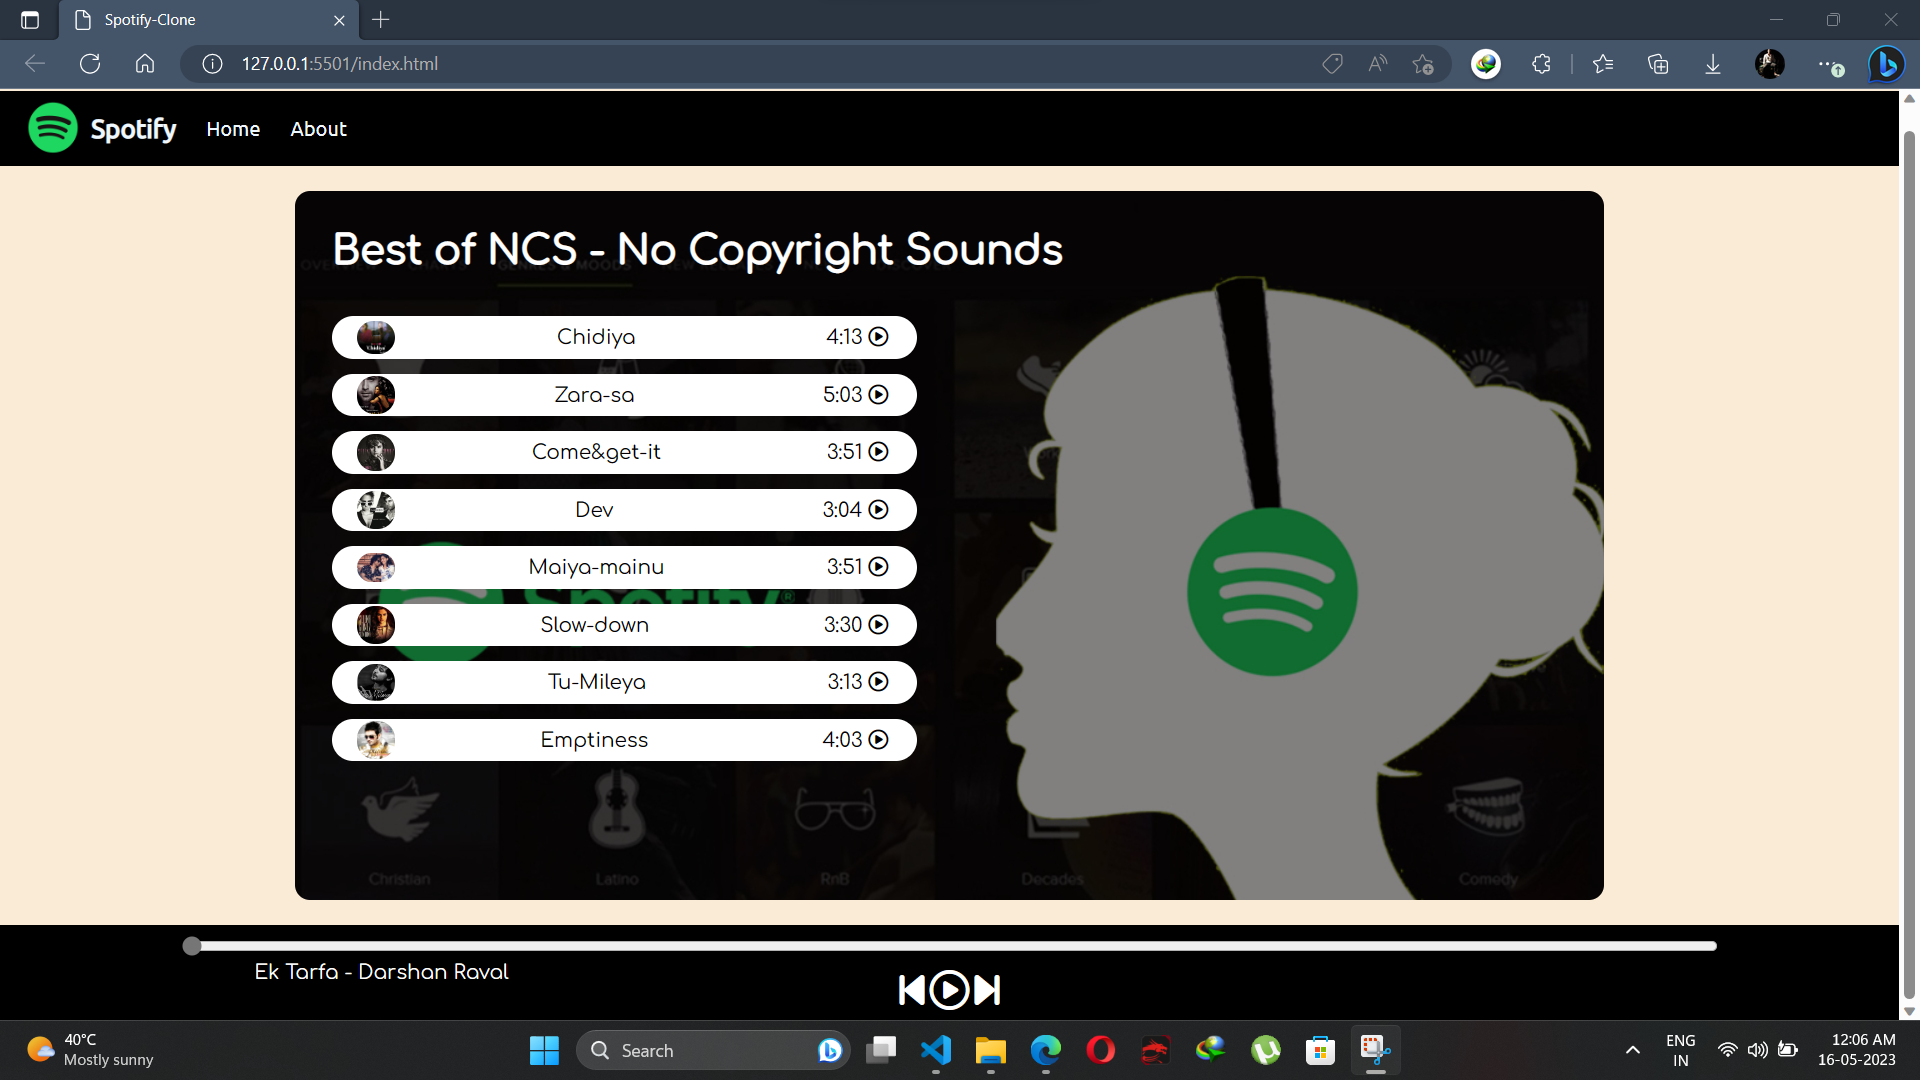 Spotify-Clone
127.0.0.1:5501/index.html
Spotify Home About
Best of NCS - No Copyright Sounds
GENRES & MOODS
Chidiya 4:13
Zara-sa 5:03
Come&get-it 3:51
Dev 3:04
Maiya-mainu 3:51
Spotify®
Slow-down 3:30
Tu-Mileya 3:13
Emptiness 4:03
Christian Latino RnB Decades Comedy
Ek Tarfa - Darshan Raval
40°C
Mostly sunny
Search
ENG
IN
12:06 AM
16-05-2023